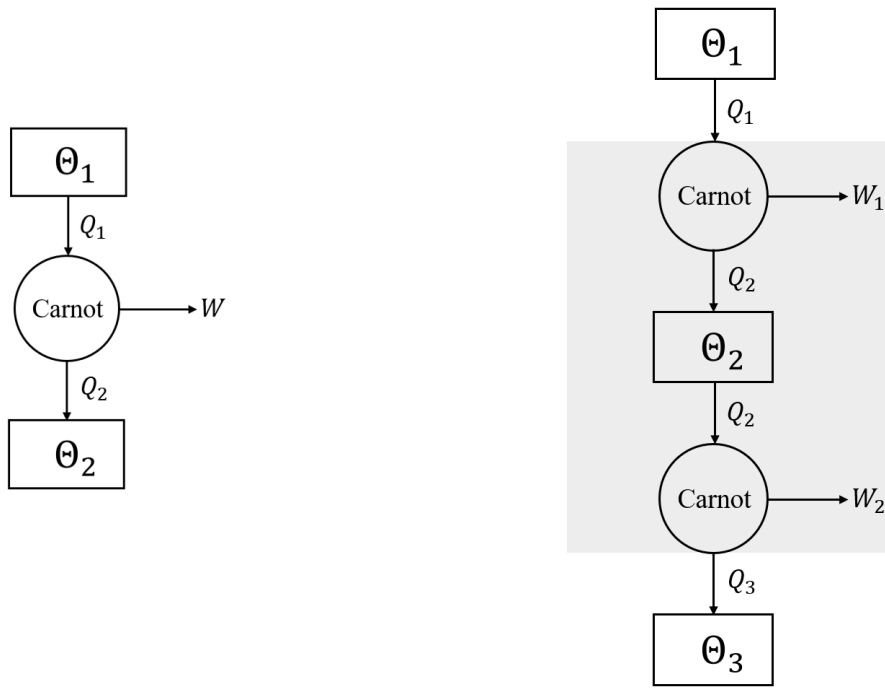 Θ₁
Q₁
Carnot
W
Q₂
Θ₂
Θ₁
Q₁
Carnot
W₁
Q₂
Θ₂
Q₂
Carnot
W₂
Q₃
Θ₃